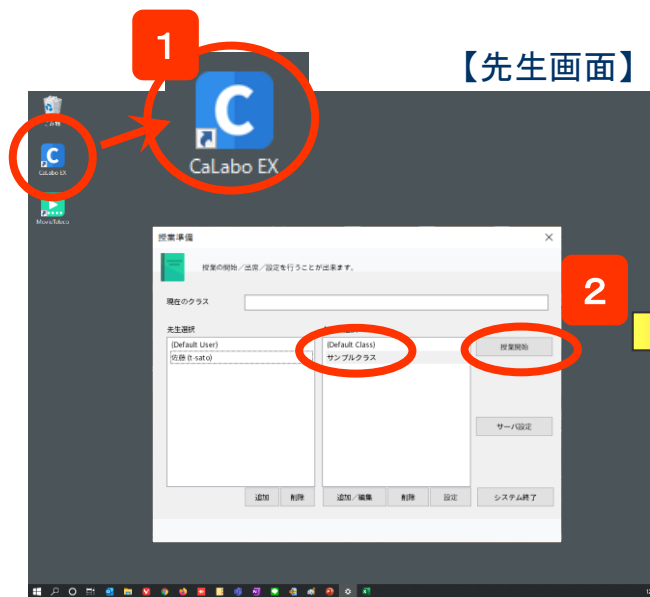 1
【先生画面】
CaLabo EX
CaLabo EX
MovieTeleco
授業準備
授業の開始／出席／設定を行うことが出来ます。
現在のクラス
2
先生選択
(Default User)
(Default Class)
授業開始
佐藤 (t-sato)
サンプルクラス
サーバ設定
追加
削除
追加／編集
削除
設定
システム終了